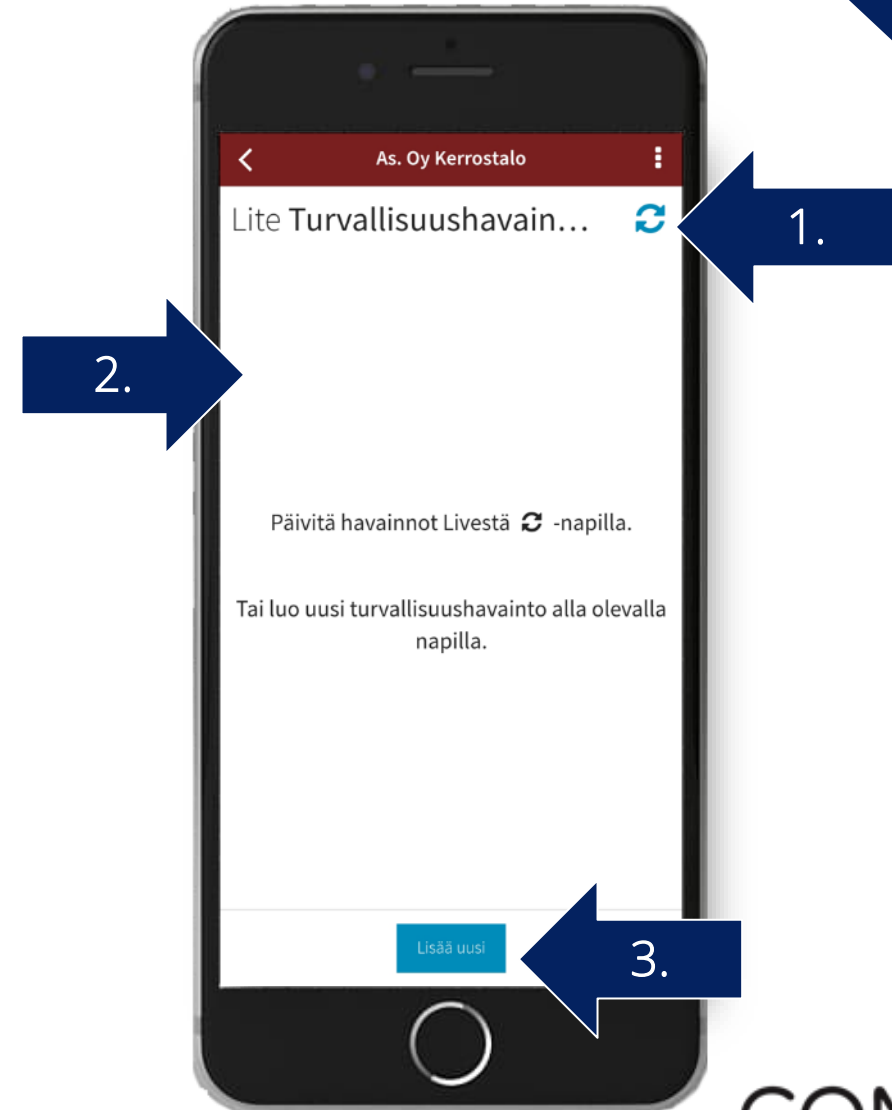 As. Oy Kerrostalo
Lite Turvallisuushavain...
1.
2.
Päivitä havainnot Livestä -napilla.
Tai luo uusi turvallisuushavainto alla olevalla
napilla.
Lisää uusi
3.